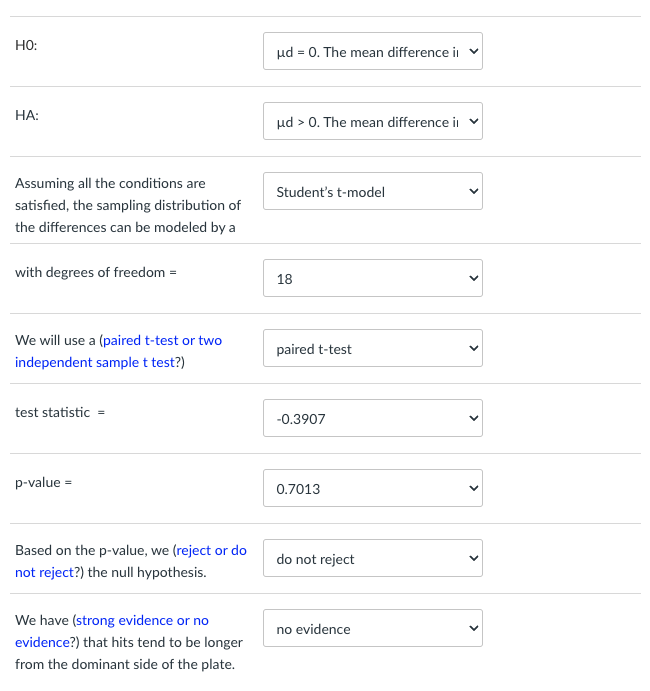 H0:
μd = 0. The mean difference i
HA:
μd > 0. The mean difference i
Assuming all the conditions are
satisfied, the sampling distribution of
the differences can be modeled by a
Student's t-model
with degrees of freedom =
18
We will use a (paired t-test or two
independent sample t test?)
paired t-test
test statistic =
-0.3907
p-value =
0.7013
Based on the p-value, we (reject or do
not reject?) the null hypothesis.
do not reject
We have (strong evidence or no
evidence?) that hits tend to be longer
from the dominant side of the plate.
no evidence